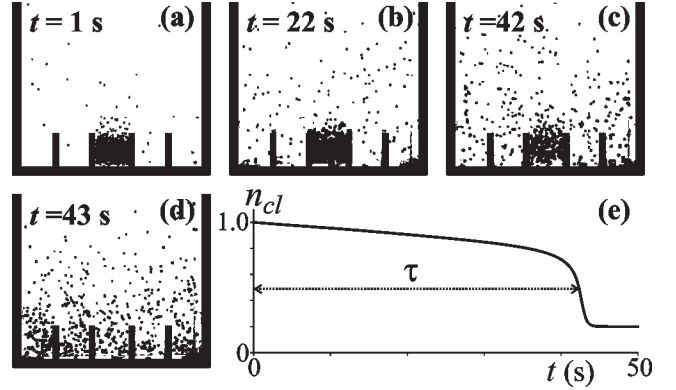 t = 1 s (a)
t = 22 s (b)
t =42 s (c)
t =43 s (d)
n_cl
(e)
1.0
τ
0
0
t (s)
50